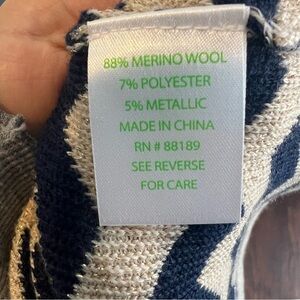 88% MERINO WOOL
7% POLYESTER
5% METALLIC
MADE IN CHINA
RN # 88189
SEE REVERSE
FOR CARE